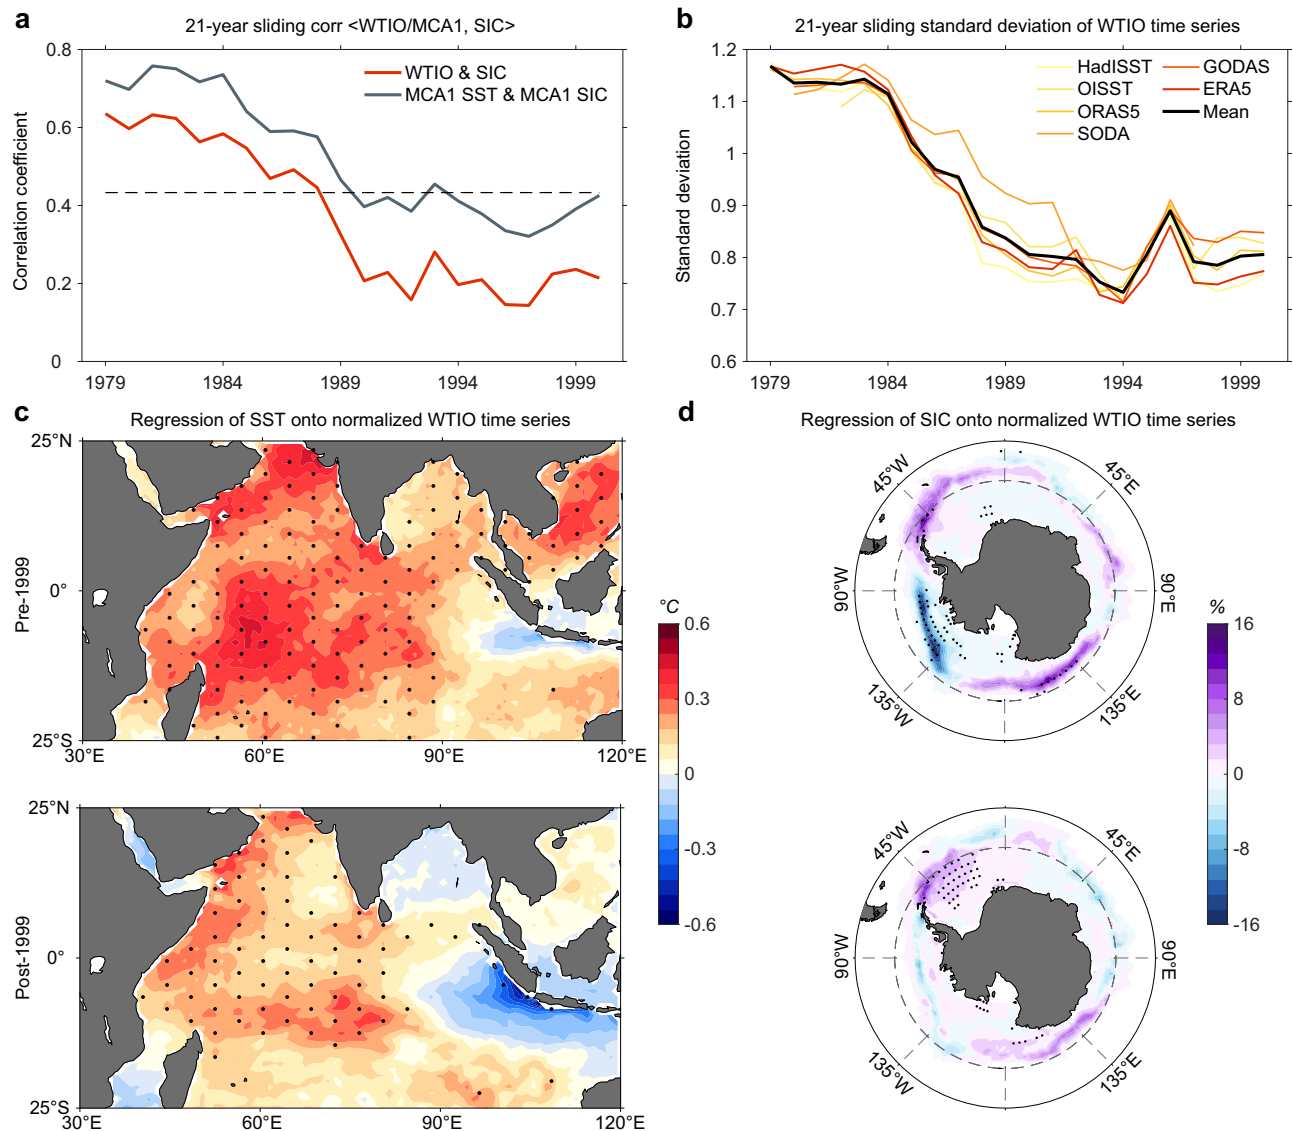 a
21-year sliding corr <WTIO/MCA1, SIC>
Correlation coefficient
0.8
0.6
0.4
0.2
0
WTIO & SIC
MCA1 SST & MCA1 SIC
1979
1984
1989
1994
1999
b
21-year sliding standard deviation of WTIO time series
Standard deviation
1.2
1.1
1
0.9
0.8
0.7
0.6
HadISST
OISST
ORAS5
SODA
GODAS
ERA5
Mean
1979
1984
1989
1994
1999
c
Regression of SST onto normalized WTIO time series
Pre-1999
25°N
0°
25°S
30°E
60°E
90°E
120°E
Post-1999
25°N
0°
25°S
30°E
60°E
90°E
120°E
°C
0.6
0.3
0
-0.3
-0.6
d
Regression of SIC onto normalized WTIO time series
45°W
45°E
90°W
90°E
135°W
135°E
45°W
45°E
90°W
90°E
135°W
135°E
%
16
8
0
-8
-16